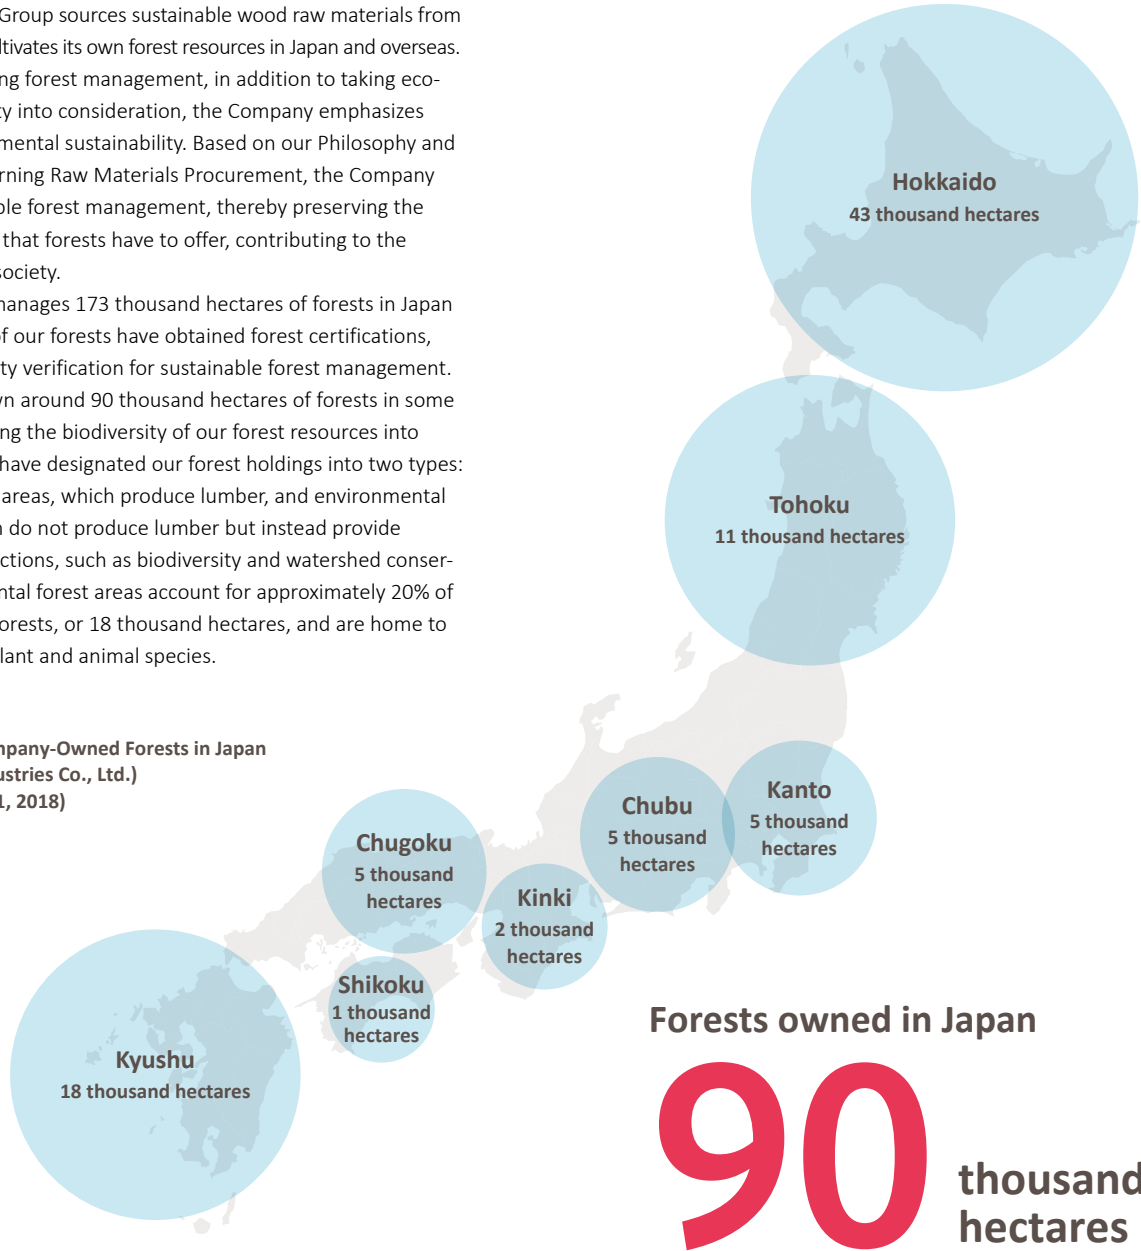 Group sources sustainable wood raw materials from
ltivates its own forest resources in Japan and overseas.
ng forest management, in addition to taking eco-
ty into consideration, the Company emphasizes
mental sustainability. Based on our Philosophy and
rning Raw Materials Procurement, the Company
ble forest management, thereby preserving the
that forests have to offer, contributing to the
society.
manages 173 thousand hectares of forests in Japan
of our forests have obtained forest certifications,
ty verification for sustainable forest management.
wn around 90 thousand hectares of forests in some
ng the biodiversity of our forest resources into
have designated our forest holdings into two types:
areas, which produce lumber, and environmental
h do not produce lumber but instead provide
ctions, such as biodiversity and watershed conser-
ntal forest areas account for approximately 20% of
orests, or 18 thousand hectares, and are home to
lant and animal species.
mpany-Owned Forests in Japan
ustries Co., Ltd.)
1, 2018)
Hokkaido
43 thousand hectares
Tohoku
11 thousand hectares
Kanto
5 thousand
hectares
Chubu
5 thousand
hectares
Chugoku
5 thousand
hectares
Kinki
2 thousand
hectares
Shikoku
1 thousand
hectares
Kyushu
18 thousand hectares
Forests owned in Japan
90
thousand
hectares